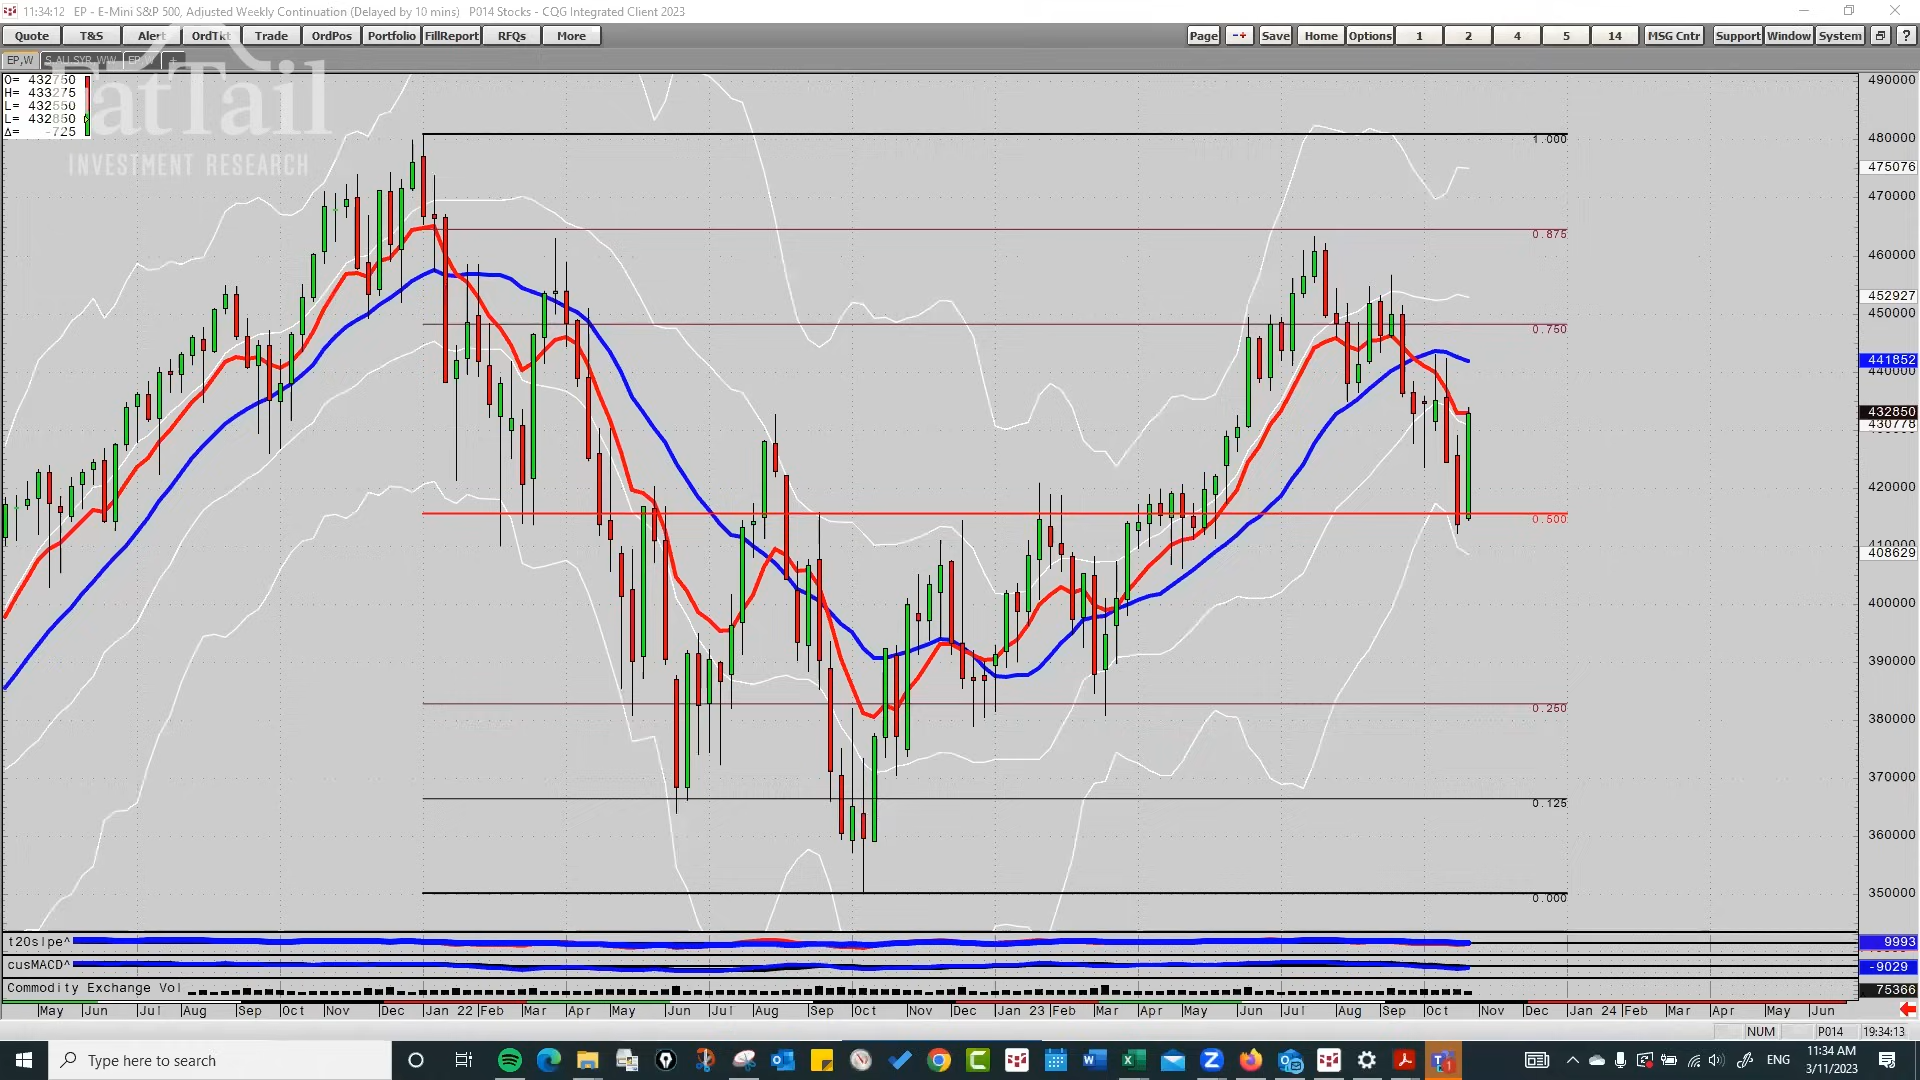 11:34:12 EP - E-Mini S&P 500, Adjusted Weekly Continuation (Delayed by 10 mins) P014 Stocks - CQG Integrated Client 2023
Quote T&S Alert OrdTkt Trade OrdPos Portfolio FillReport RFQs More Page -+ Save Home Options 1 2 4 5 14 MSG Cntr Support Window System ?
EP,W S.AU.SYR,WW EP,W +
O= 432750
H= 433275
L= 432550
L= 432850
Δ= -725
FatTail
INVESTMENT RESEARCH
490000
480000
1.000
475076
470000
0.875
460000
452927
450000
0.750
441852
440000
432850
430778
420000
0.500
410000
408629
400000
390000
0.250
380000
370000
0.125
360000
350000
0.000
t20slpe^ 9993
cusMACD^ -9029
Commodity Exchange Vol 75366
May Jun Jul Aug Sep Oct Nov Dec Jan 22 Feb Mar Apr May Jun Jul Aug Sep Oct Nov Dec Jan 23 Feb Mar Apr May Jun Jul Aug Sep Oct Nov Dec Jan 24 Feb Mar Apr May Jun
NUM P014 19:34:13
Type here to search ENG 11:34 AM
3/11/2023